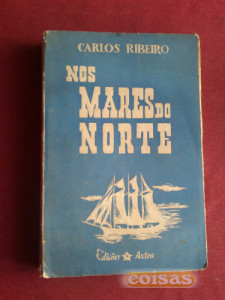 CARLOS RIBEIRO
NOS
MARES DO
NORTE
Edições Astra
coisas